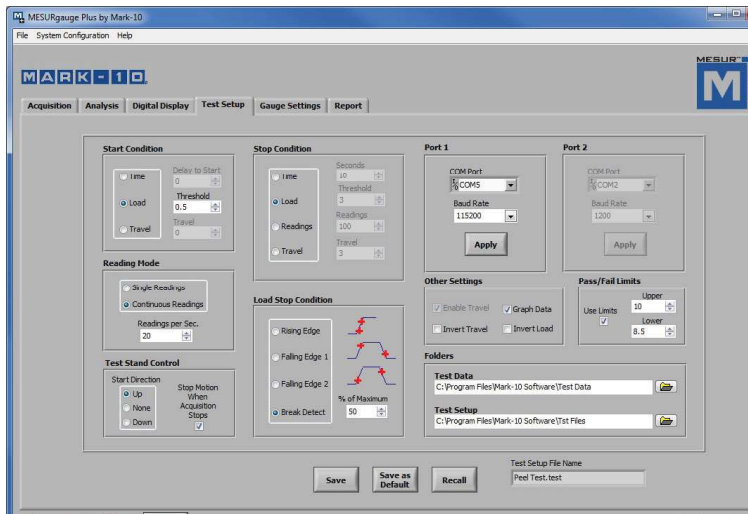 MESURgauge Plus by Mark-10
File System Configuration Help
MARK-10
MESUR™
M
Acquisition Analysis Digital Display Test Setup Gauge Settings Report
Start Condition
Time
Load
Travel
Delay to Start
0
Threshold
0.5
Travel
0
Reading Mode
Single Readings
Continuous Readings
Readings per Sec.
20
Test Stand Control
Start Direction
Up
None
Down
Stop Motion
When
Acquisition
Stops
Stop Condition
Time
Load
Readings
Travel
Seconds
10
Threshold
3
Readings
100
Travel
3
Load Stop Condition
Rising Edge
Falling Edge 1
Falling Edge 2
Break Detect
% of Maximum
50
Port 1
COM Port
COM5
Baud Rate
115200
Apply
Port 2
COM Port
COM2
Baud Rate
1200
Apply
Other Settings
Enable Travel
Graph Data
Invert Travel
Invert Load
Pass/Fail Limits
Use Limits
Upper
10
Lower
8.5
Folders
Test Data
C:\Program Files\Mark-10 Software\Test Data
Test Setup
C:\Program Files\Mark-10 Software\Tst Files
Save
Save as
Default
Recall
Test Setup File Name
Peel Test.test